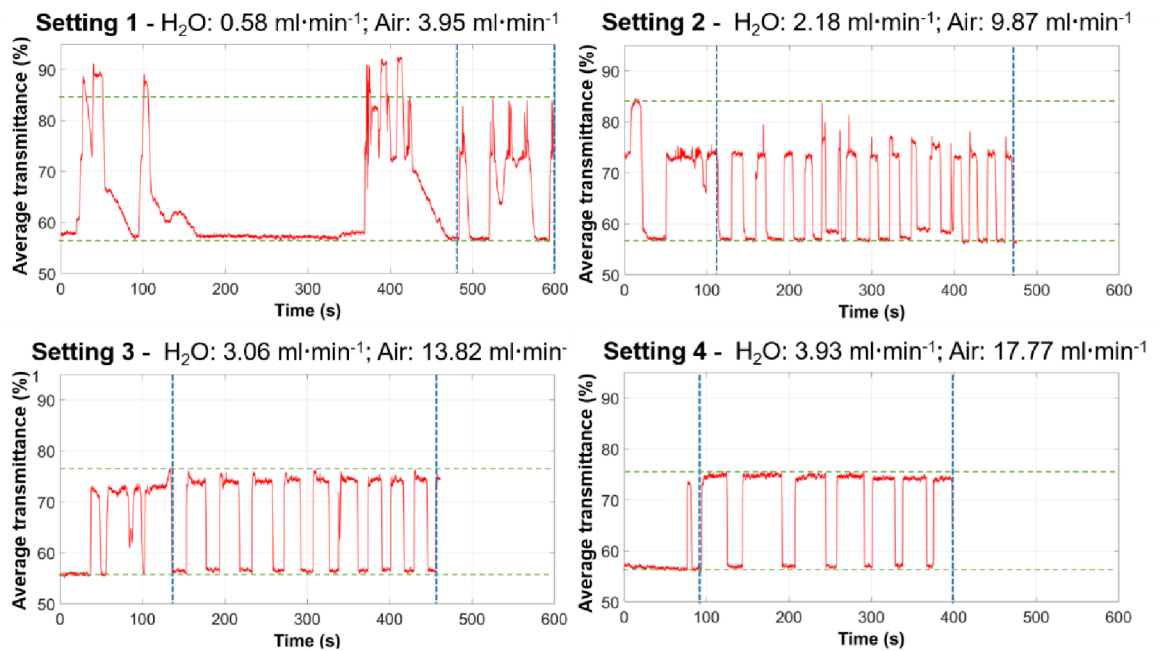 Setting 1 - H₂O: 0.58 ml·min⁻¹; Air: 3.95 ml·min⁻¹
Average transmittance (%)
90
80
70
60
50
0 100 200 300 400 500 600
Time (s)
Setting 2 - H₂O: 2.18 ml·min⁻¹; Air: 9.87 ml·min⁻¹
Average transmittance (%)
90
80
70
60
50
0 100 200 300 400 500 600
Time (s)
Setting 3 - H₂O: 3.06 ml·min⁻¹; Air: 13.82 ml·min⁻
1
Average transmittance (%)
90
80
70
60
50
0 100 200 300 400 500 600
Time (s)
Setting 4 - H₂O: 3.93 ml·min⁻¹; Air: 17.77 ml·min⁻¹
Average transmittance (%)
90
80
70
60
50
0 100 200 300 400 500 600
Time (s)